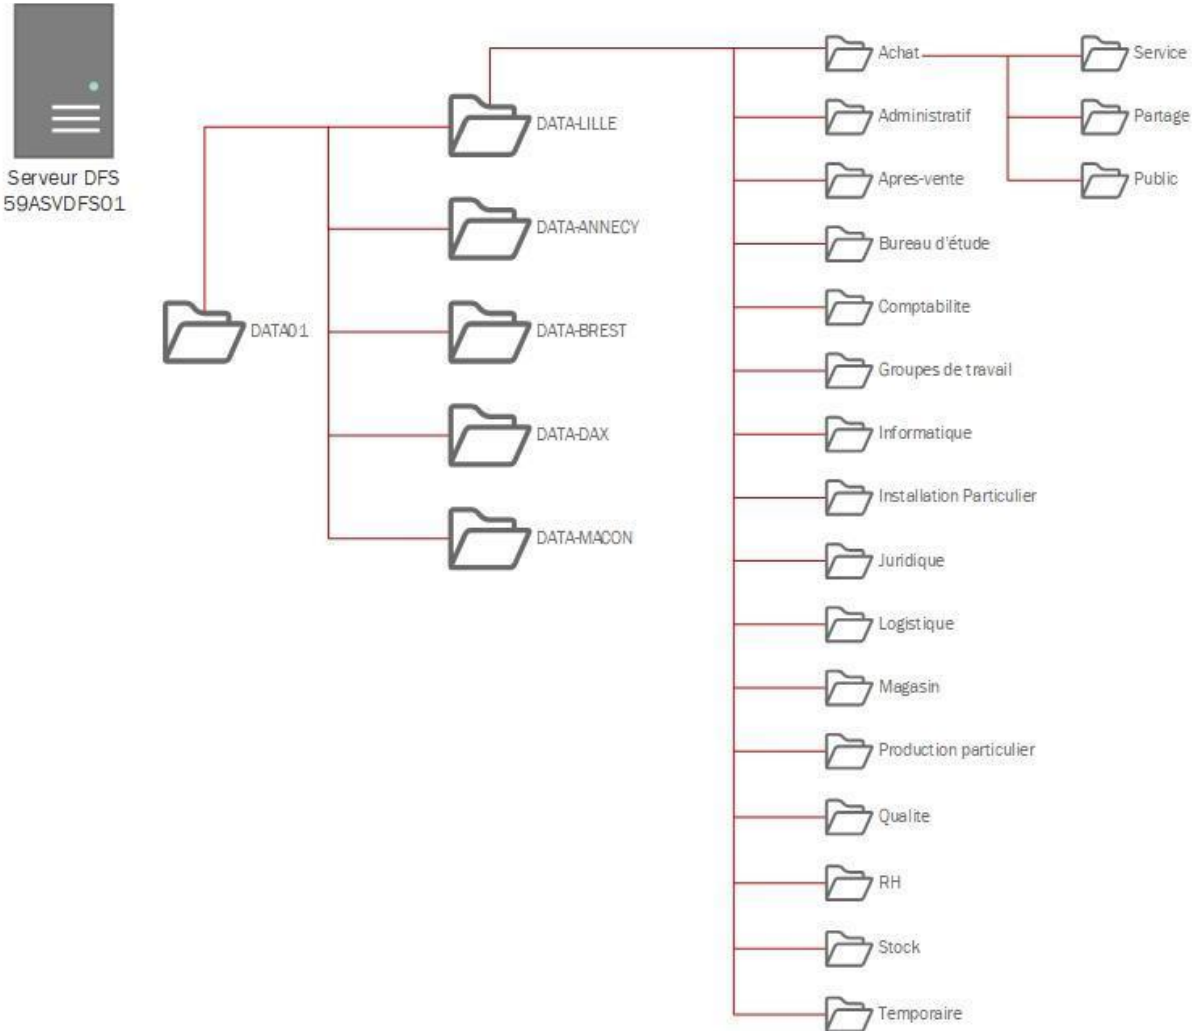 Serveur DFS
59ASVDFS01
DATA01
DATA-LILLE
DATA-ANNECY
DATA-BREST
DATA-DAX
DATA-MACON
Achat
Administratif
Apres-vente
Bureau d'étude
Comptabilite
Groupes de travail
Informatique
Installation Particulier
Juridique
Logistique
Magasin
Production particulier
Qualite
RH
Stock
Temporaire
Service
Partage
Public